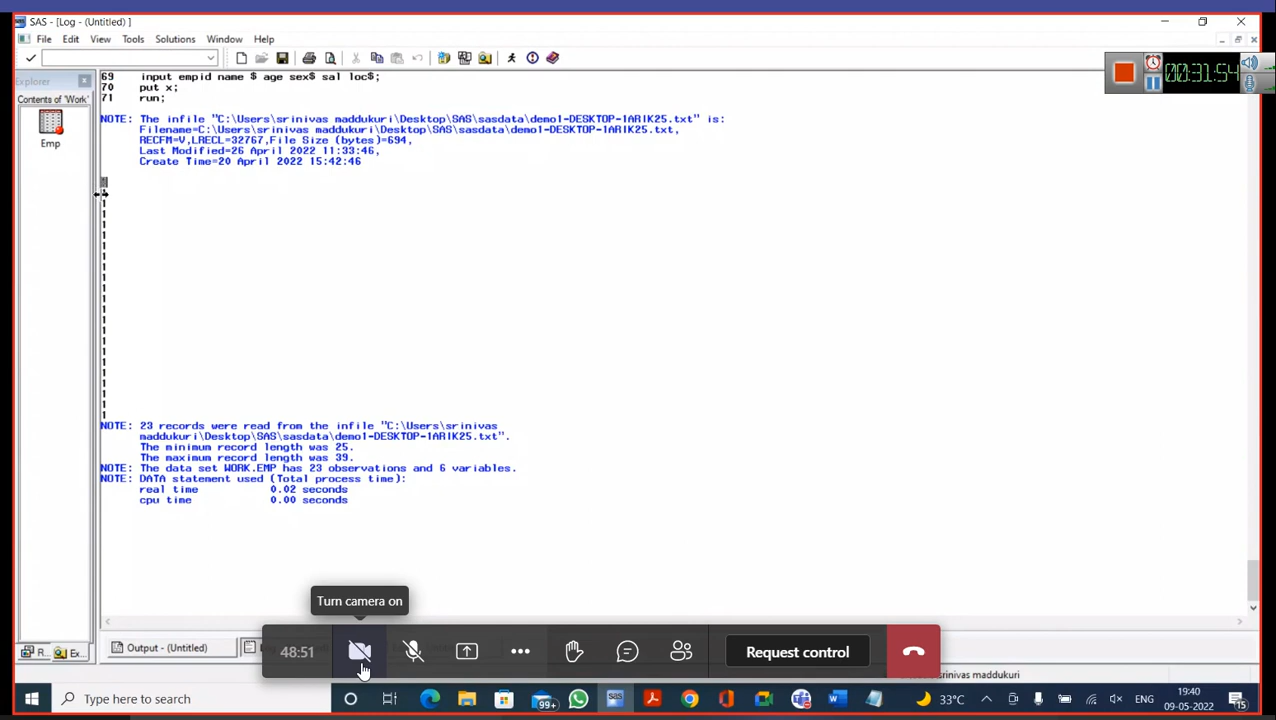 SAS - [Log - (Untitled) ]
File Edit View Tools Solutions Window Help
00:31:54
Explorer
Contents of 'Work'
Emp
69 input empid name $ age sex$ sal loc$;
70 put x;
71 run;
NOTE: The infile "C:\Users\srinivas maddukuri\Desktop\SAS\sasdata\demo1-DESKTOP-1ARIK25.txt" is:
Filename=C:\Users\srinivas maddukuri\Desktop\SAS\sasdata\demo1-DESKTOP-1ARIK25.txt,
RECFM=V,LRECL=32767,File Size (bytes)=694,
Last Modified=26 April 2022 11:33:46,
Create Time=20 April 2022 15:42:46
NOTE: 23 records were read from the infile "C:\Users\srinivas
maddukuri\Desktop\SAS\sasdata\demo1-DESKTOP-1ARIK25.txt".
The minimum record length was 25.
The maximum record length was 39.
NOTE: The data set WORK.EMP has 23 observations and 6 variables.
NOTE: DATA statement used (Total process time):
real time 0.02 seconds
cpu time 0.00 seconds
Turn camera on
R... Ex... Output - (Untitled)
48:51 Request control
srinivas maddukuri
Type here to search
99+
33°C ENG 19:40
09-05-2022
15